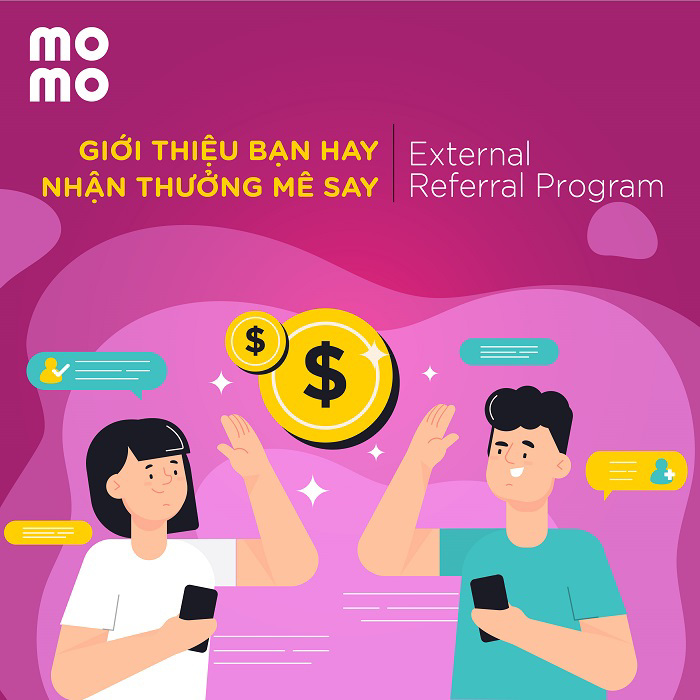 mo
mo
GIỚI THIỆU BẠN HAY
NHẬN THƯỞNG MÊ SAY
External
Referral Program
$
$